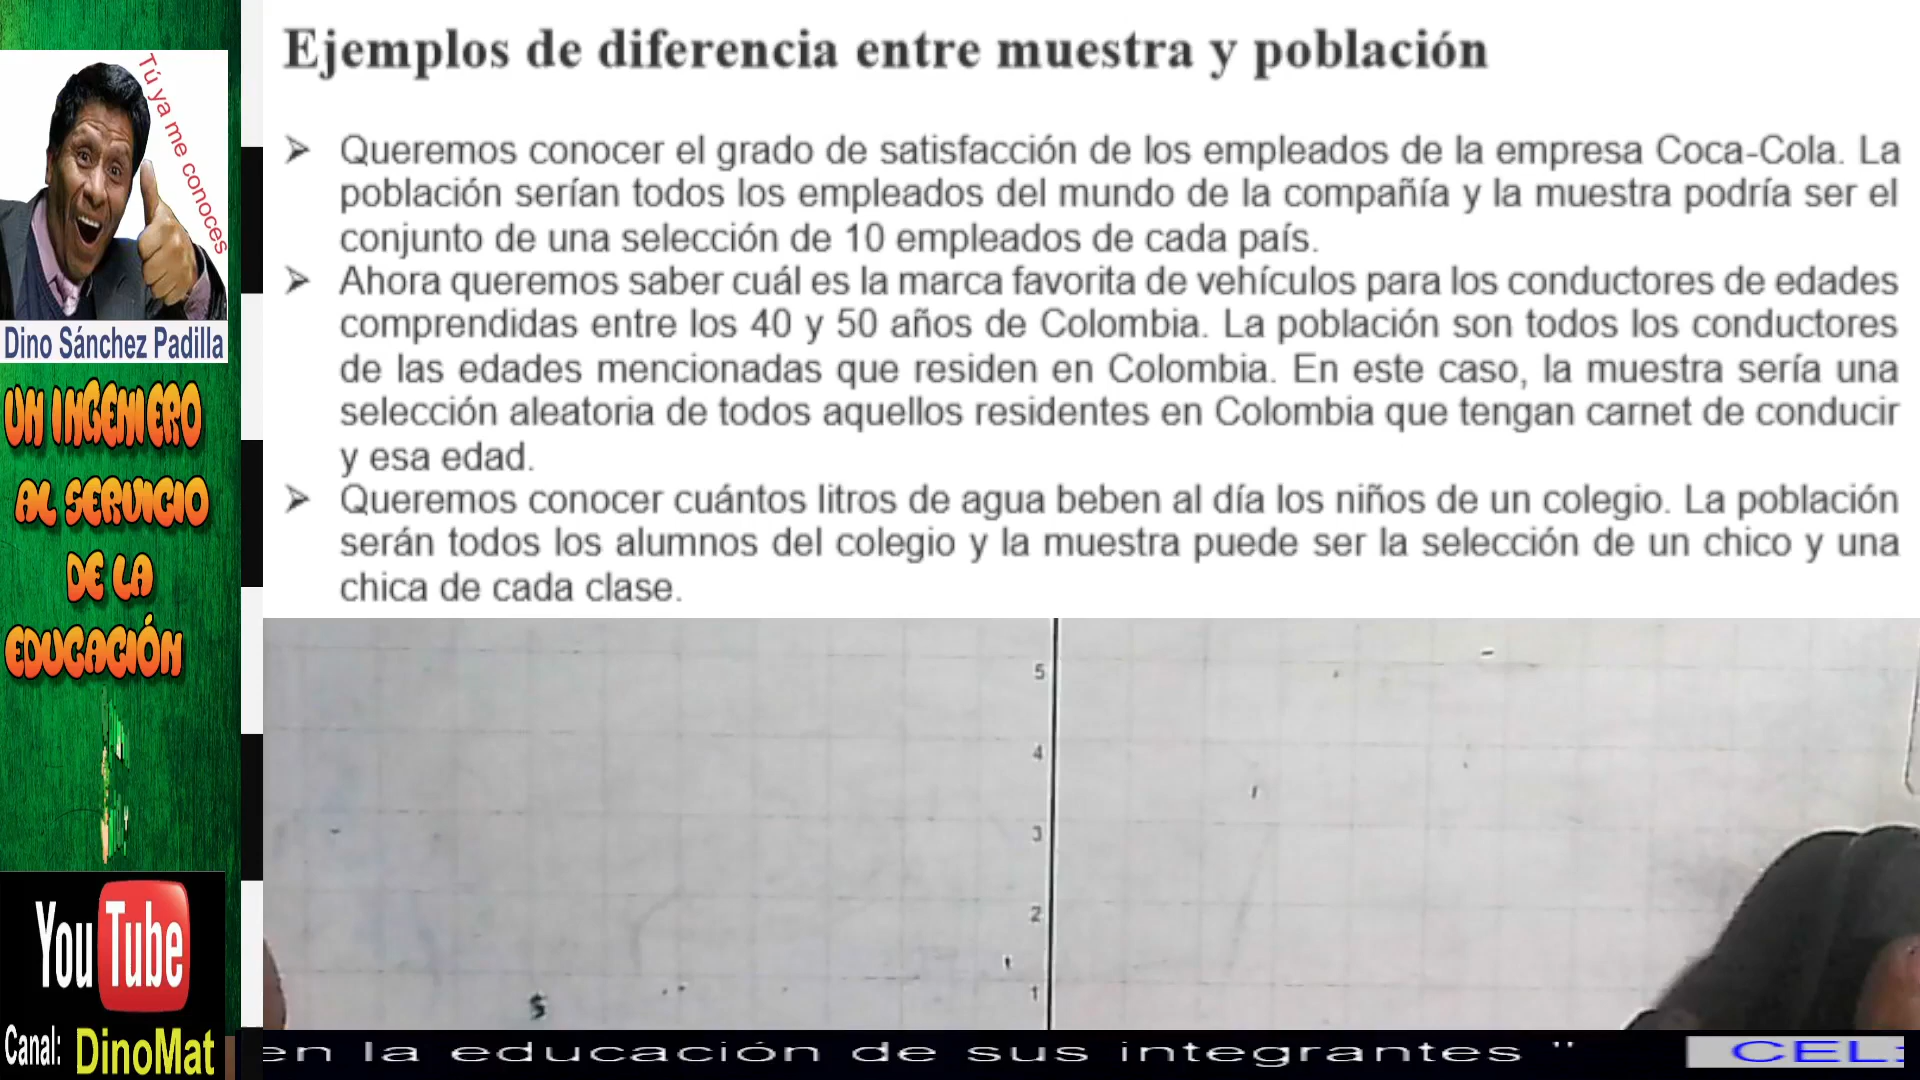 Tú ya me conoces
Dino Sánchez Padilla
UN INGENIERO
AL SERVICIO
DE LA
EDUCACIÓN
YouTube
Canal: DinoMat
Ejemplos de diferencia entre muestra y población
➢ Queremos conocer el grado de satisfacción de los empleados de la empresa Coca-Cola. La
población serían todos los empleados del mundo de la compañía y la muestra podría ser el
conjunto de una selección de 10 empleados de cada país.
➢ Ahora queremos saber cuál es la marca favorita de vehículos para los conductores de edades
comprendidas entre los 40 y 50 años de Colombia. La población son todos los conductores
de las edades mencionadas que residen en Colombia. En este caso, la muestra sería una
selección aleatoria de todos aquellos residentes en Colombia que tengan carnet de conducir
y esa edad.
➢ Queremos conocer cuántos litros de agua beben al día los niños de un colegio. La población
serán todos los alumnos del colegio y la muestra puede ser la selección de un chico y una
chica de cada clase.
5
4
3
2
1
en la educación de sus integrantes " CEL: